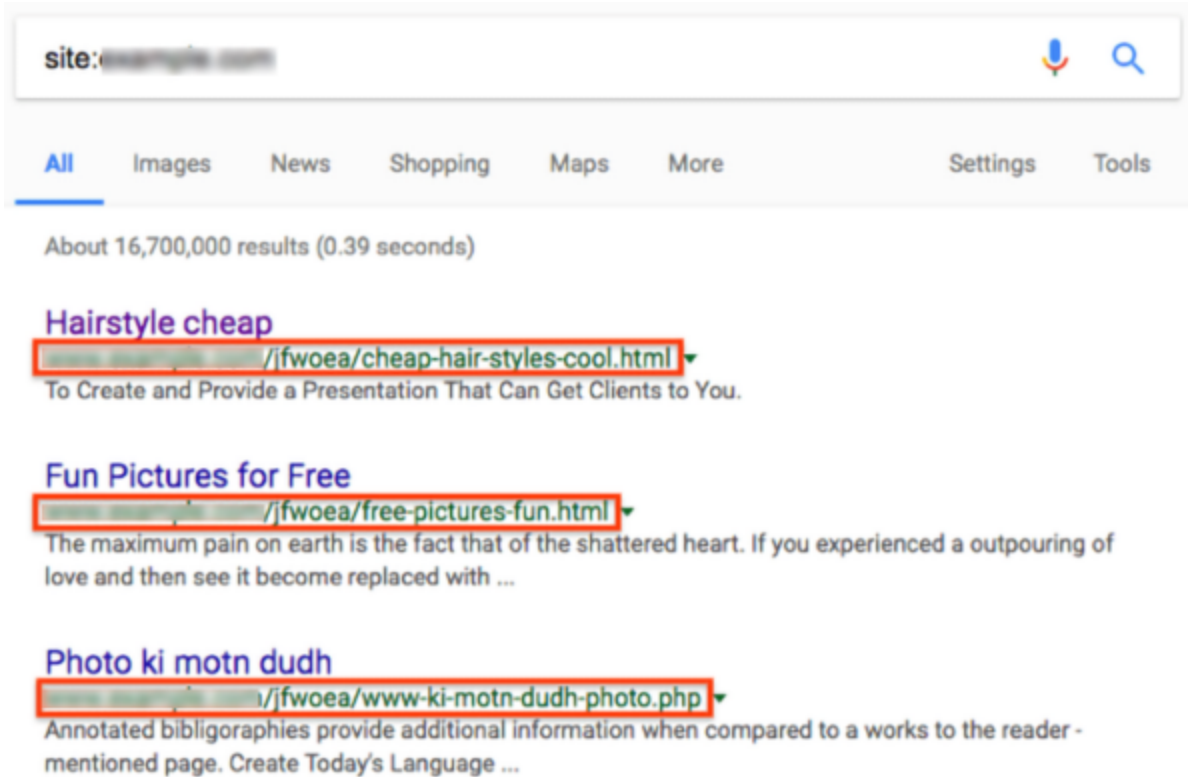 site:
All Images News Shopping Maps More Settings Tools
About 16,700,000 results (0.39 seconds)
Hairstyle cheap
/jfwoea/cheap-hair-styles-cool.html
To Create and Provide a Presentation That Can Get Clients to You.
Fun Pictures for Free
/jfwoea/free-pictures-fun.html
The maximum pain on earth is the fact that of the shattered heart. If you experienced a outpouring of
love and then see it become replaced with ...
Photo ki motn dudh
/jfwoea/www-ki-motn-dudh-photo.php
Annotated bibligoraphies provide additional information when compared to a works to the reader -
mentioned page. Create Today's Language ...